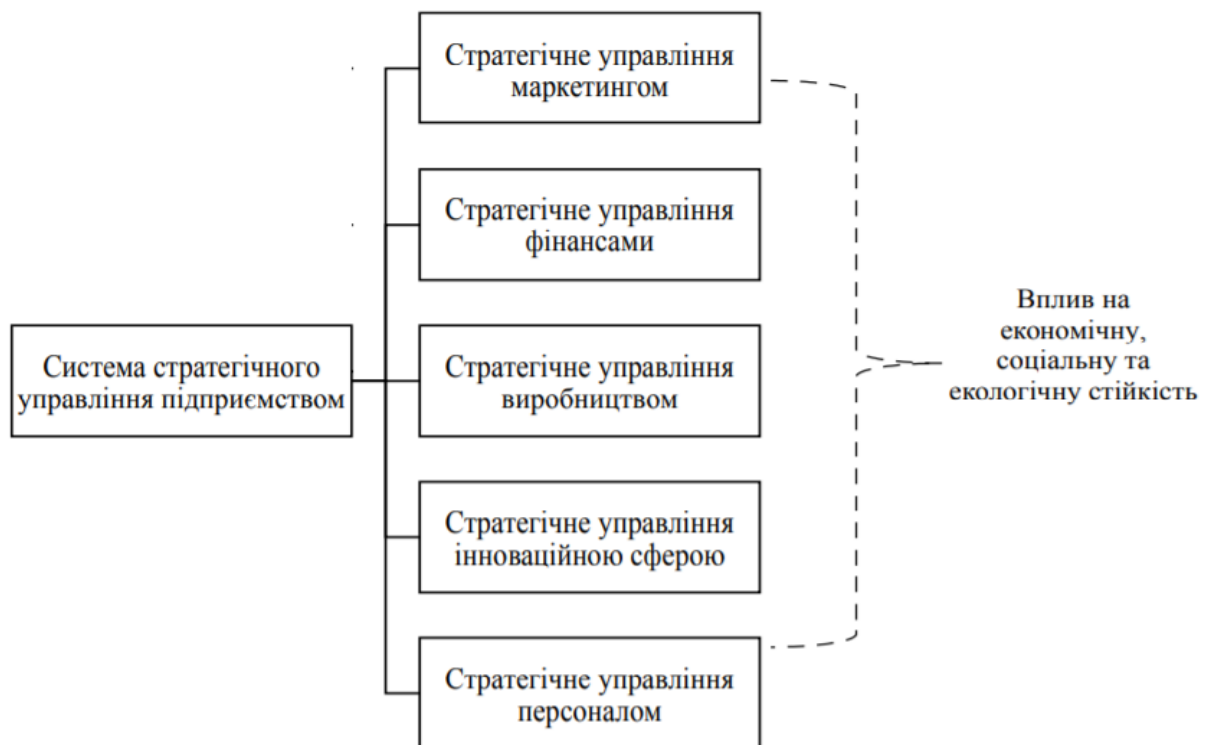 Стратегічне управління
маркетингом
Стратегічне управління
фінансами
Система стратегічного
управління підприємством
Стратегічне управління
виробництвом
Стратегічне управління
інноваційною сферою
Стратегічне управління
персоналом
Вплив на
економічну,
соціальну та
екологічну стійкість